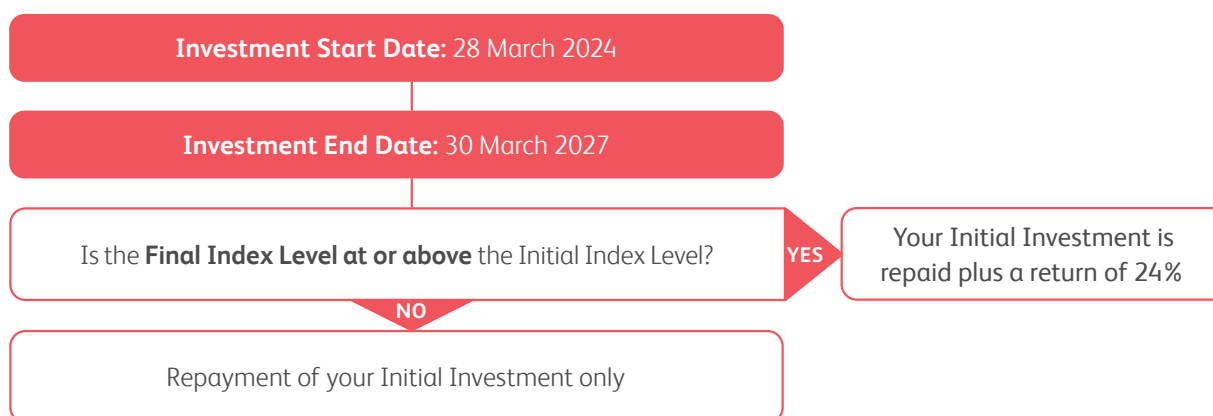 Investment Start Date: 28 March 2024
Investment End Date: 30 March 2027
Is the Final Index Level at or above the Initial Index Level?
YES
Your Initial Investment is
repaid plus a return of 24%
NO
Repayment of your Initial Investment only